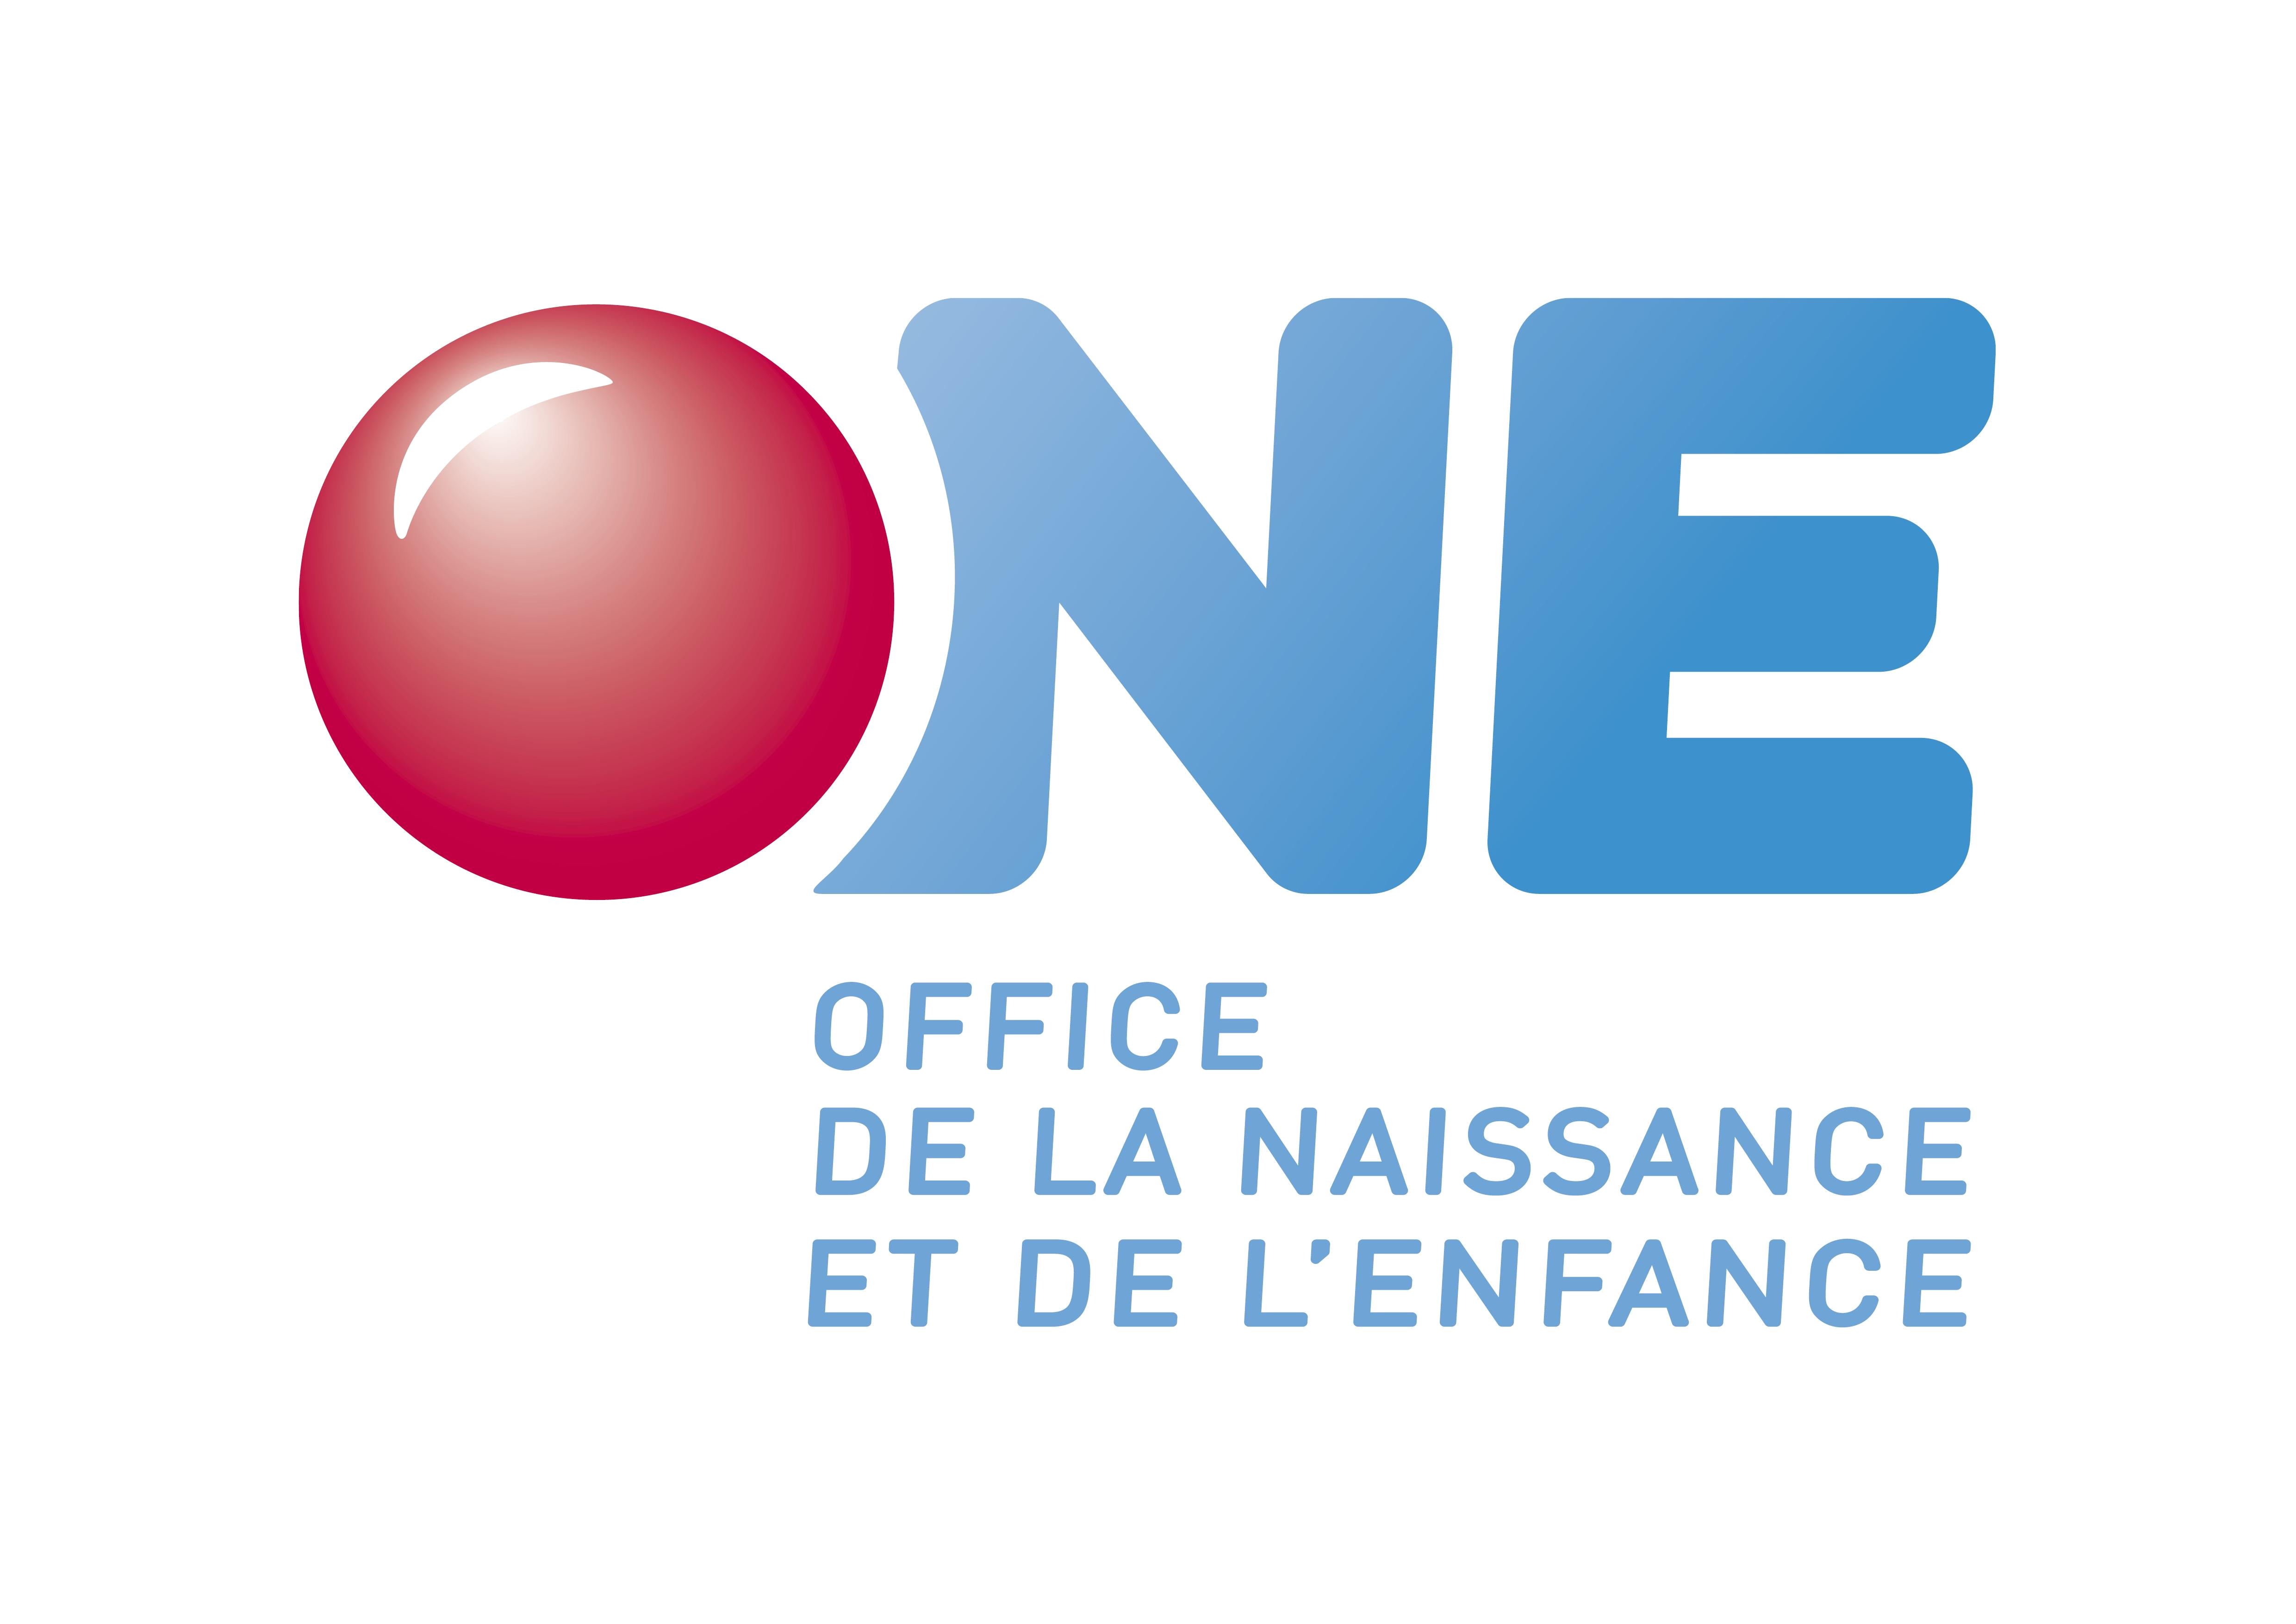 ONE
OFFICE
DE LA NAISSANCE
ET DE L'ENFANCE